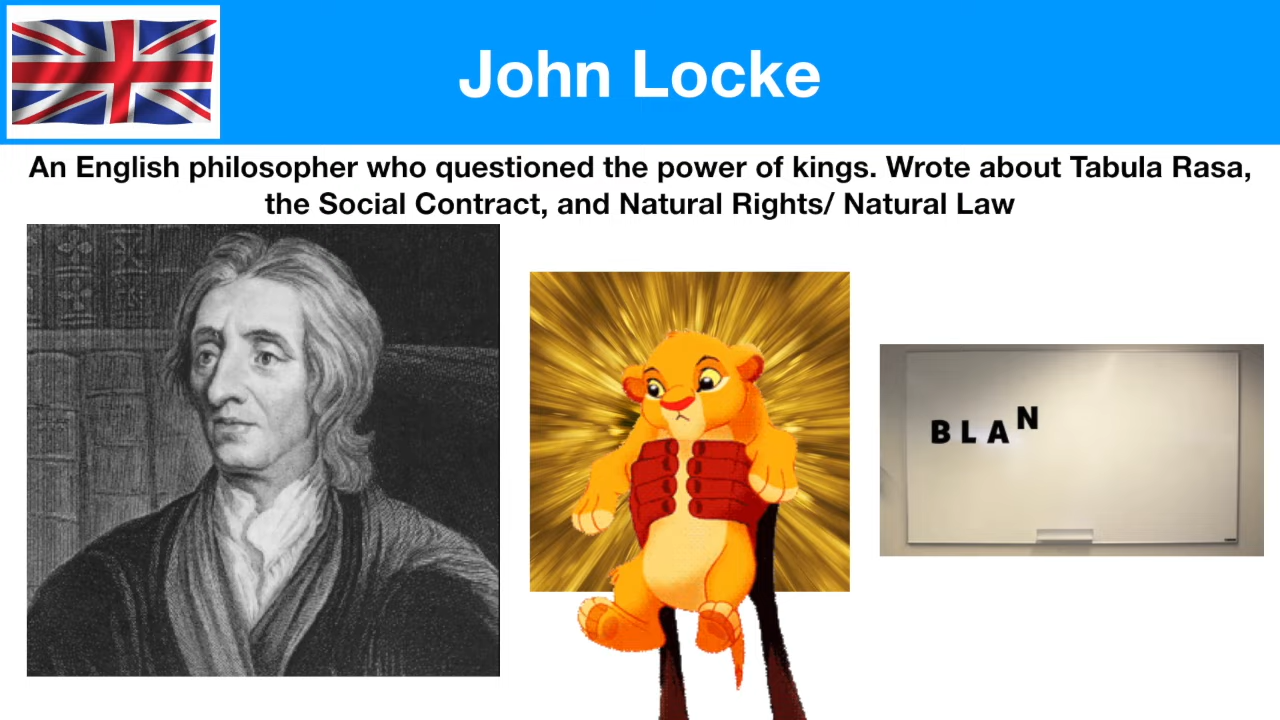 John Locke
An English philosopher who questioned the power of kings. Wrote about Tabula Rasa,
the Social Contract, and Natural Rights/ Natural Law
BLAN